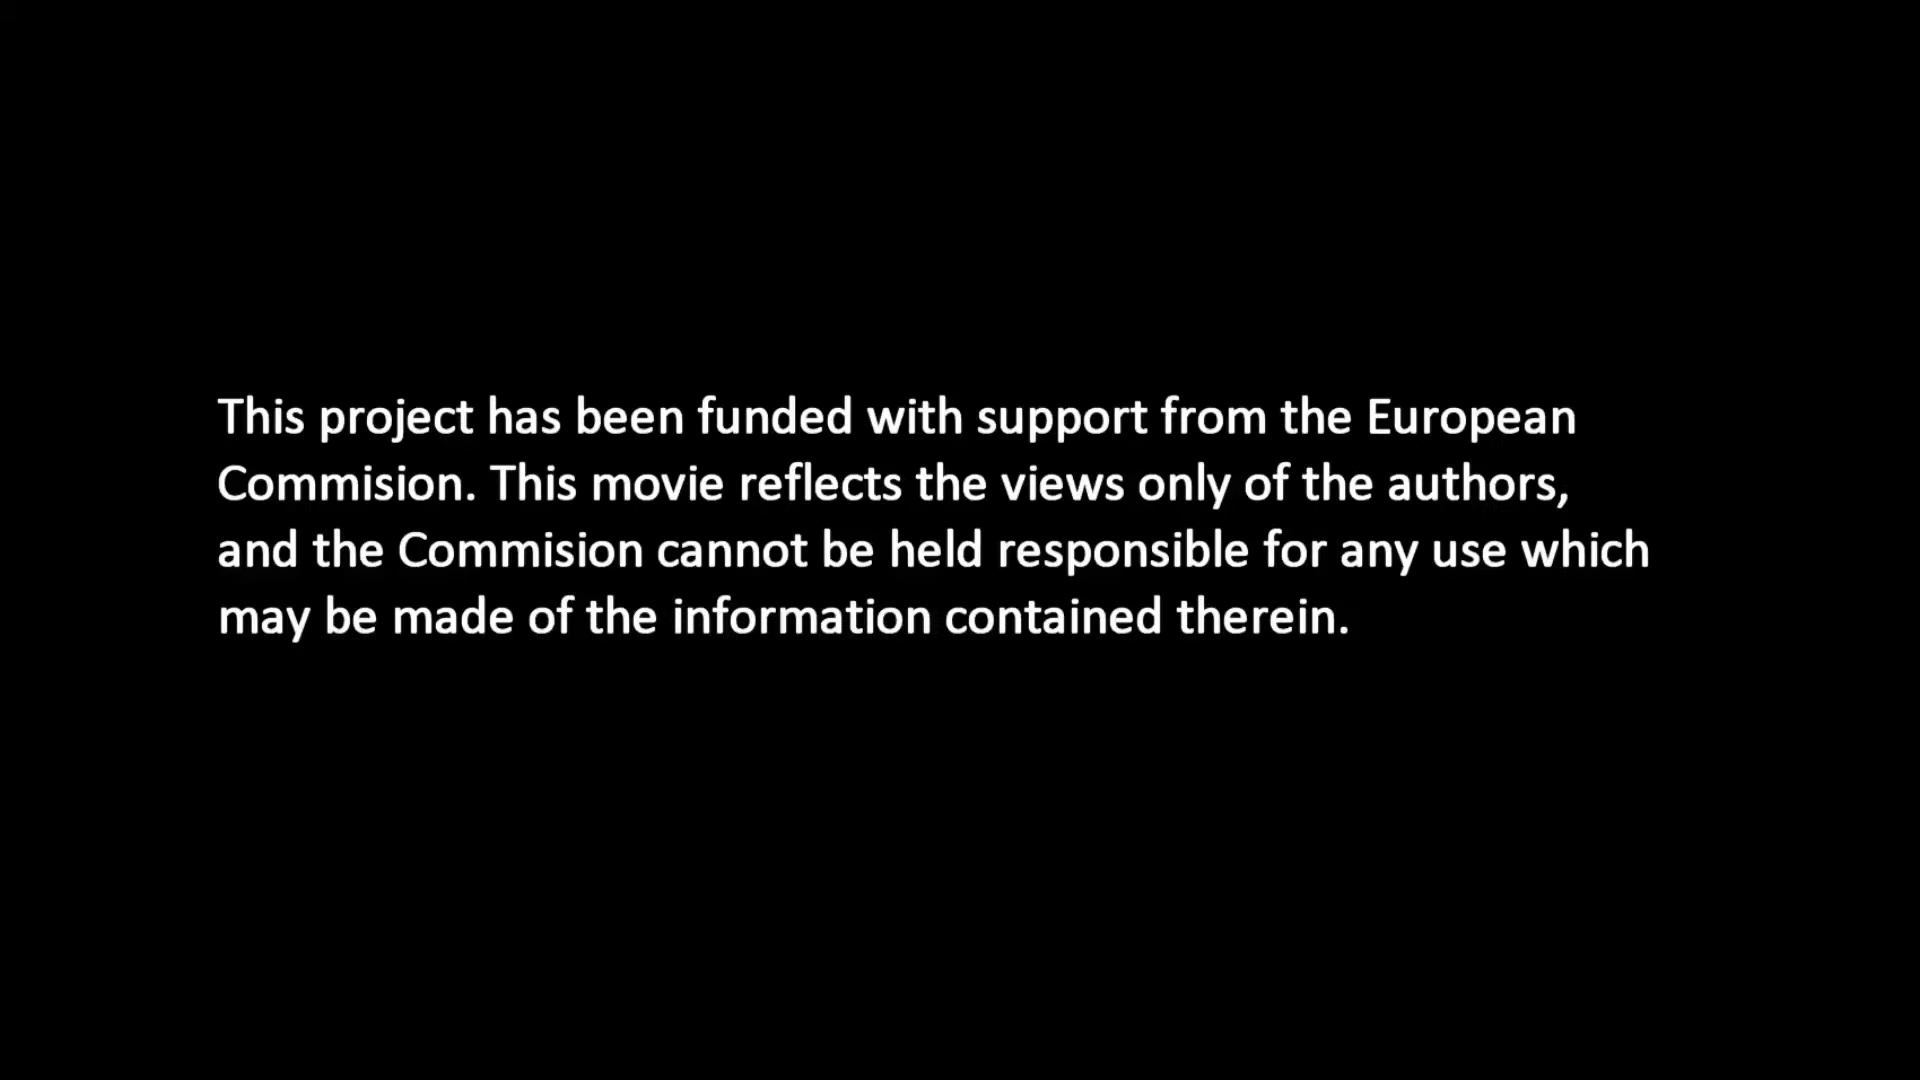 This project has been funded with support from the European
Commision. This movie reflects the views only of the authors,
and the Commision cannot be held responsible for any use which
may be made of the information contained therein.